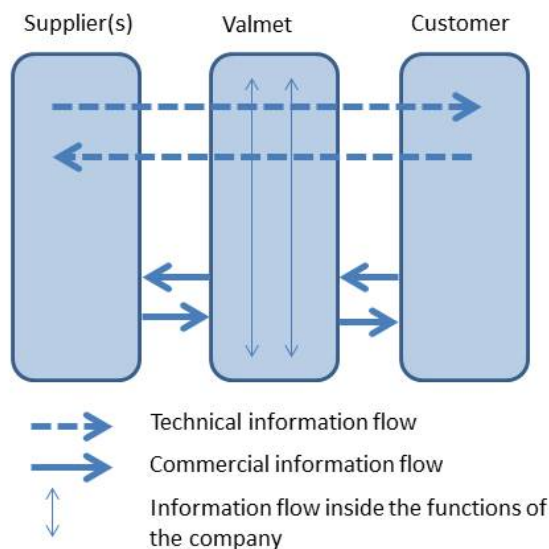 Supplier(s) Valmet Customer
Technical information flow
Commercial information flow
Information flow inside the functions of
the company